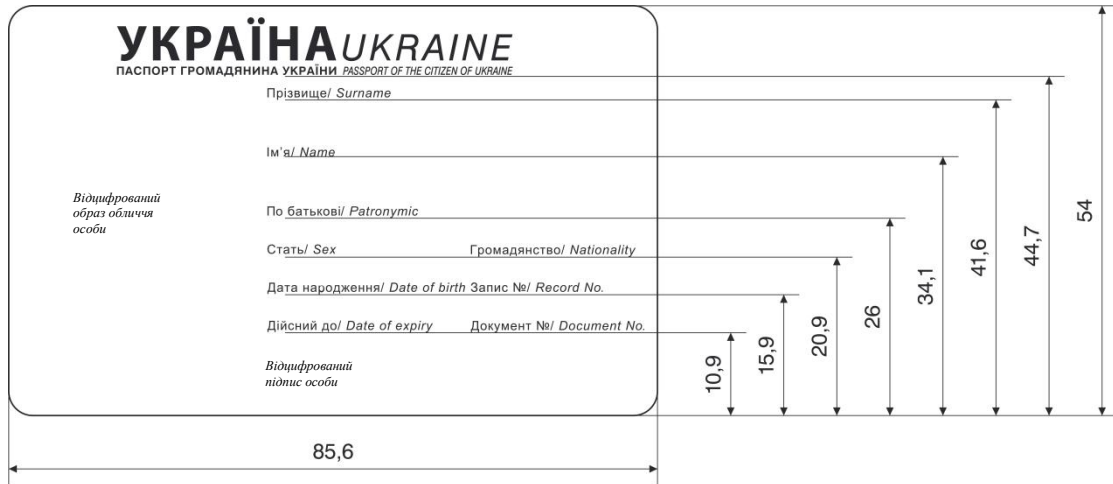 УКРАЇНА UKRAINE
ПАСПОРТ ГРОМАДЯНИНА УКРАЇНИ PASSPORT OF THE CITIZEN OF UKRAINE
Прізвище/ Surname
Ім'я/ Name
Відцифрований
образ обличчя
особи
По батькові/ Patronymic
Стать/ Sex Громадянство/ Nationality
Дата народження/ Date of birth Запис №/ Record No.
Дійсний до/ Date of expiry Документ №/ Document No.
Відцифрований
підпис особи
10,9
15,9
20,9
26
34,1
41,6
44,7
54
85,6